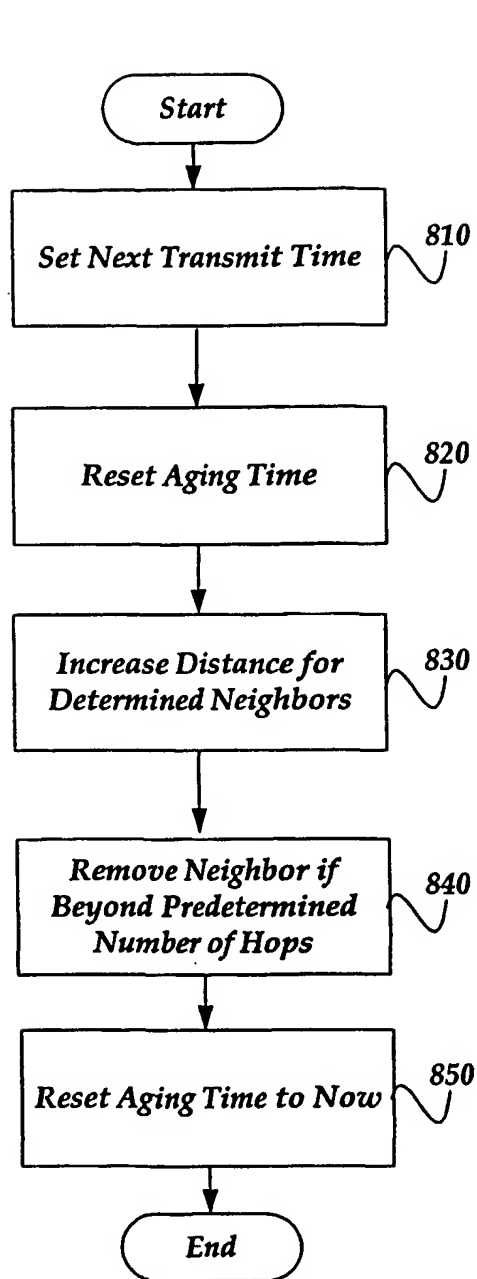 Start
Set Next Transmit Time
810
Reset Aging Time
820
Increase Distance for
Determined Neighbors
830
Remove Neighbor if
Beyond Predetermined
Number of Hops
840
Reset Aging Time to Now
850
End